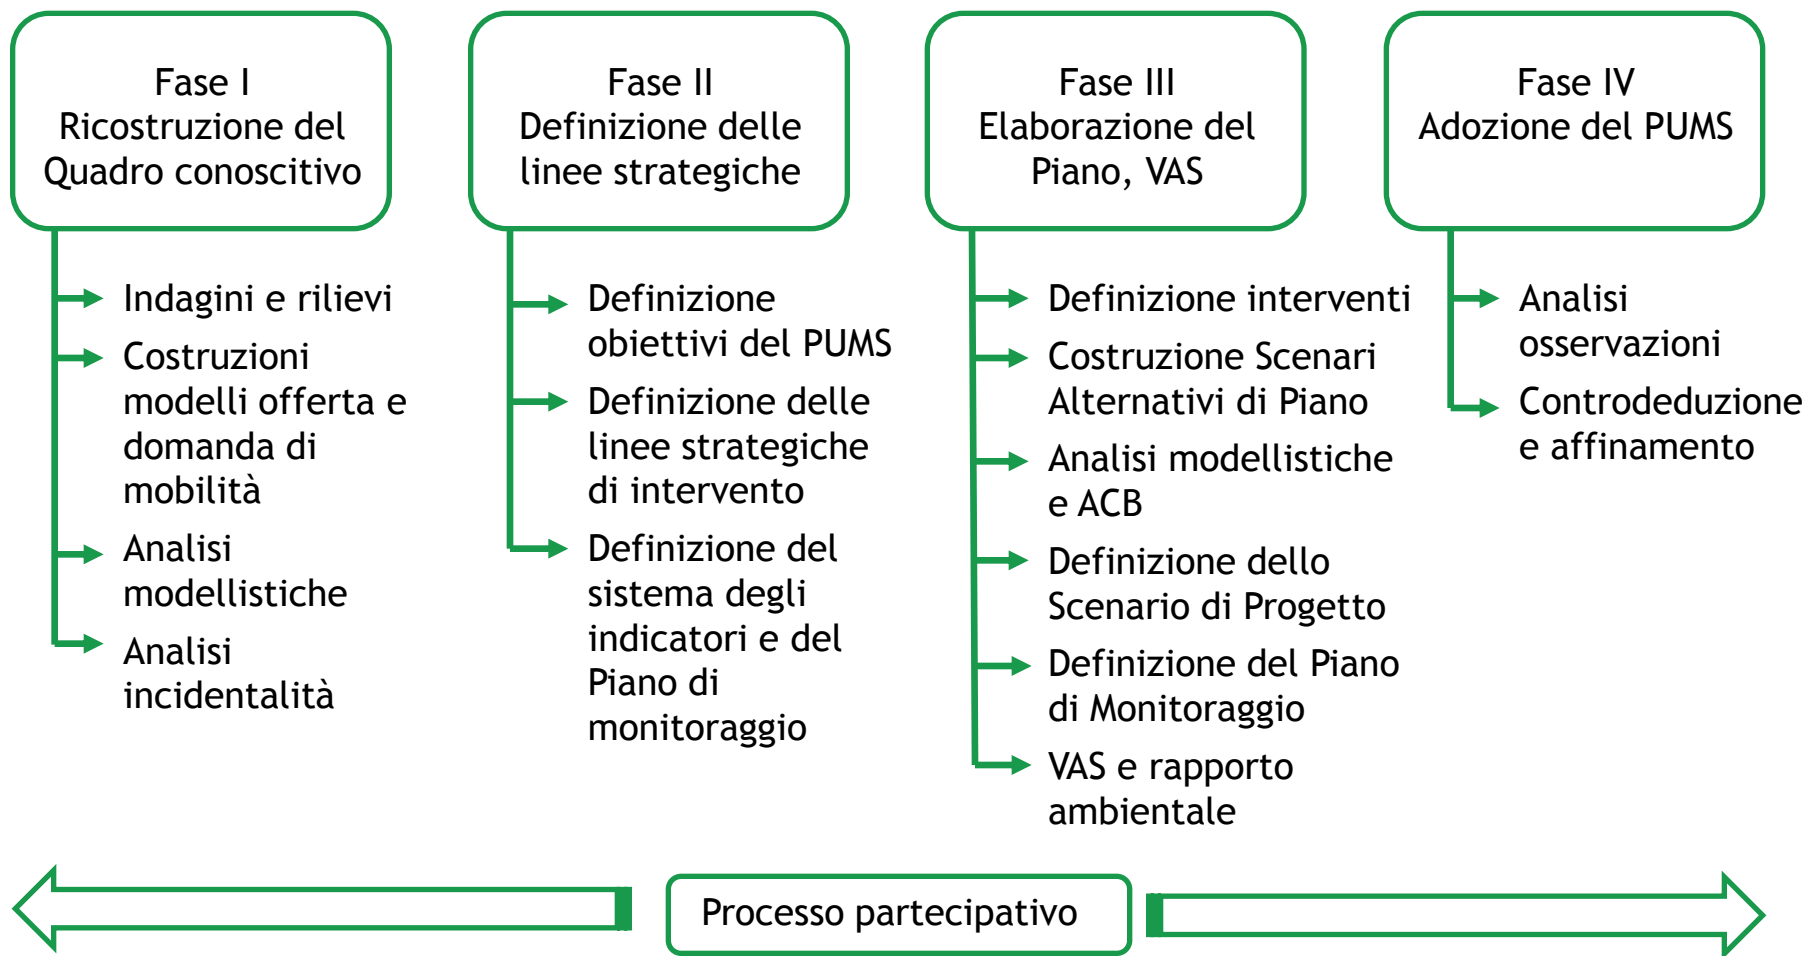 Fase I
Ricostruzione del
Quadro conoscitivo
Indagini e rilievi
Costruzioni
modelli offerta e
domanda di
mobilità
Analisi
modellistiche
Analisi
incidentalità
Fase II
Definizione delle
linee strategiche
Definizione
obiettivi del PUMS
Definizione delle
linee strategiche
di intervento
Definizione del
sistema degli
indicatori e del
Piano di
monitoraggio
Fase III
Elaborazione del
Piano, VAS
Definizione interventi
Costruzione Scenari
Alternativi di Piano
Analisi modellistiche
e ACB
Definizione dello
Scenario di Progetto
Definizione del Piano
di Monitoraggio
VAS e rapporto
ambientale
Fase IV
Adozione del PUMS
Analisi
osservazioni
Controdeduzione
e affinamento
Processo partecipativo